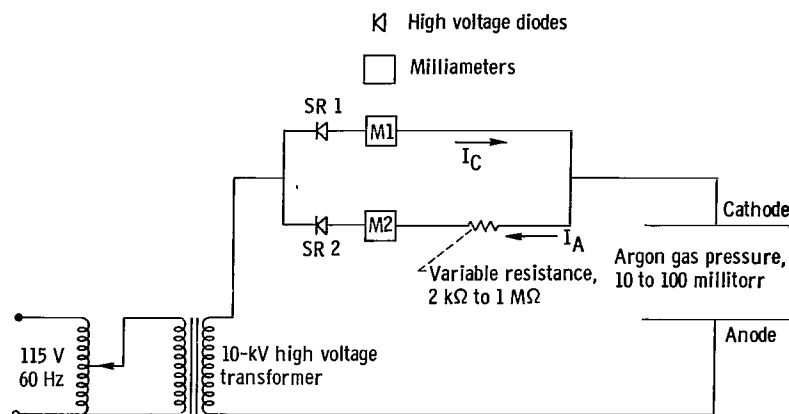 High voltage diodes
Milliameters
SR 1
M1
I_C
SR 2
M2
I_A
Variable resistance,
2 kΩ to 1 MΩ
Cathode
Argon gas pressure,
10 to 100 millitorr
Anode
115 V
60 Hz
10-kV high voltage
transformer